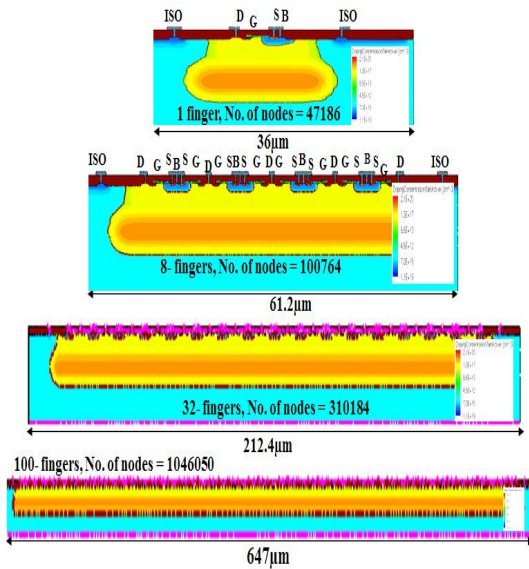 ISO D G S B ISO
1 finger, No. of nodes = 47186
36µm
ISO D G S B S G D G S B S G D G S B S G D G S B S G D ISO
8- fingers, No. of nodes = 100764
61.2µm
32- fingers, No. of nodes = 310184
212.4µm
100- fingers, No. of nodes = 1046050
647µm